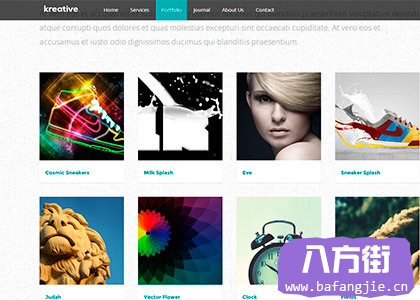 kreative
Home Services Portfolio Journal About Us Contact
atque corrupti quos dolores et quas molestias excepturi sint occaecati cupiditate. At vero eos et
accusamus et iusto odio dignissimos ducimus qui blanditiis praesentium.
Cosmic Sneakers
Milk Splash
Eve
Sneaker Splash
Judah
Vector Flower
Clock
Fields
八方街
www.bafangjie.cn